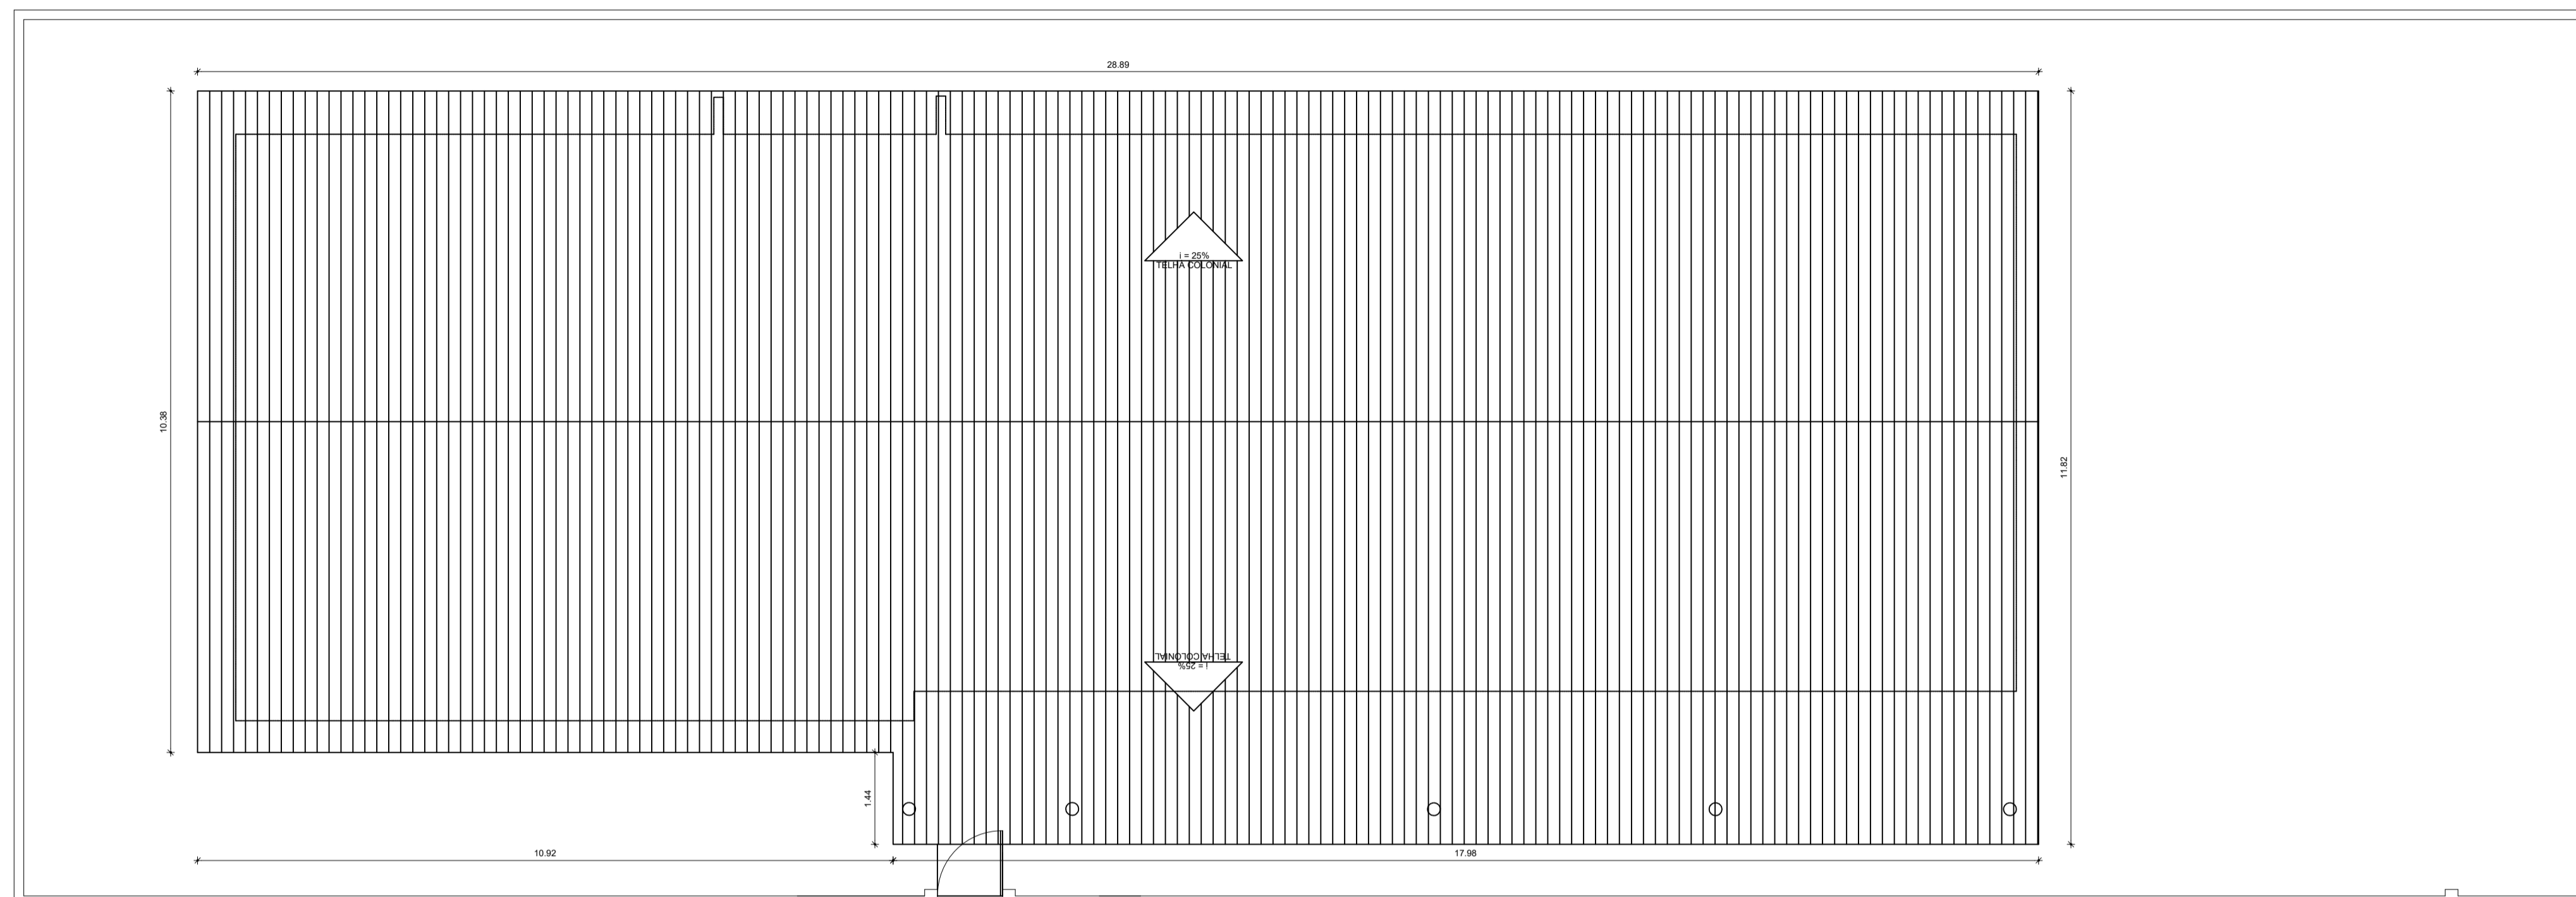 28.89
i = 25%
TELHA COLONIAL
10.38
11.82
TELHA COLONIAL
i = 25%
1.44
10.92
17.98